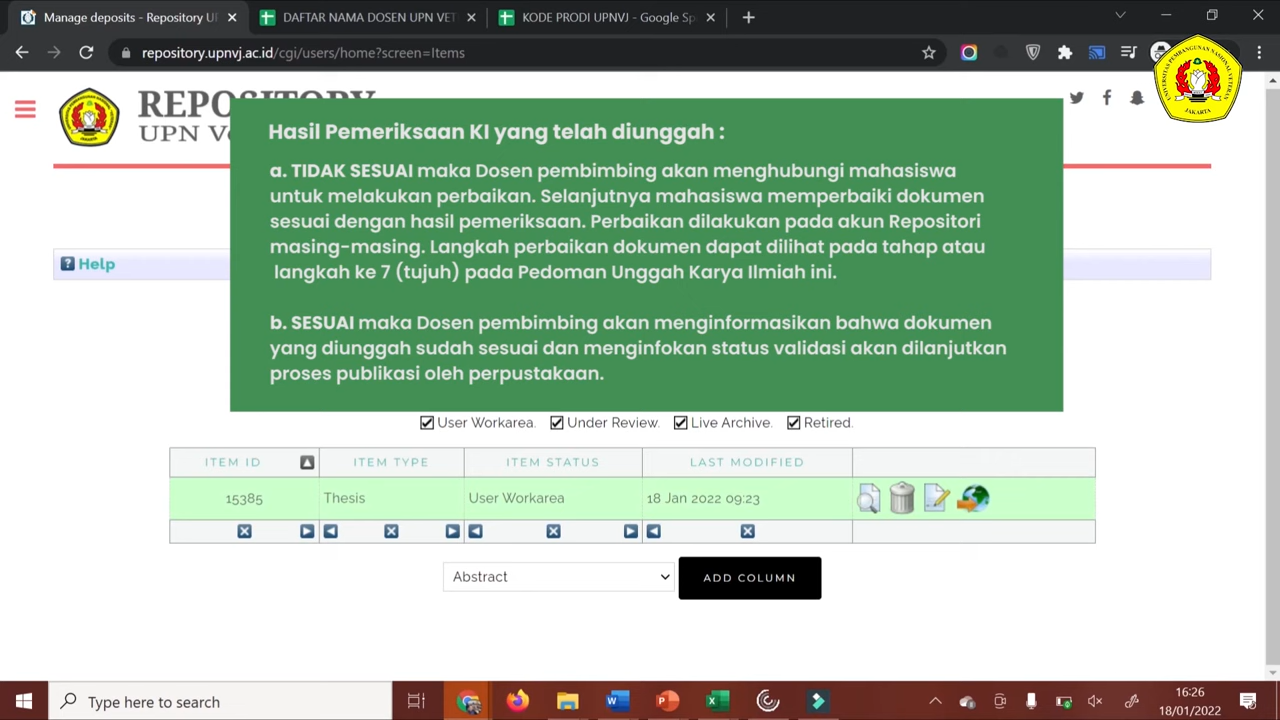 Manage deposits - Repository U
DAFTAR NAMA DOSEN UPN VET
KODE PRODI UPNVJ - Google Sp
repository.upnvj.ac.id/cgi/users/home?screen=Items
REPOSITORY
UPN Ve
UNIVERSITAS PEMBANGUNAN NASIONAL VETERAN
JAKARTA
Hasil Pemeriksaan KI yang telah diunggah :
a. TIDAK SESUAI maka Dosen pembimbing akan menghubungi mahasiswa
untuk melakukan perbaikan. Selanjutnya mahasiswa memperbaiki dokumen
sesuai dengan hasil pemeriksaan. Perbaikan dilakukan pada akun Repositori
masing-masing. Langkah perbaikan dokumen dapat dilihat pada tahap atau
langkah ke 7 (tujuh) pada Pedoman Unggah Karya Ilmiah ini.
b. SESUAI maka Dosen pembimbing akan menginformasikan bahwa dokumen
yang diunggah sudah sesuai dan menginfokan status validasi akan dilanjutkan
proses publikasi oleh perpustakaan.
Help
User Workarea. Under Review. Live Archive. Retired.
ITEM ID ITEM TYPE ITEM STATUS LAST MODIFIED
15385 Thesis User Workarea 18 Jan 2022 09:23
Abstract ADD COLUMN
Type here to search
16:26
18/01/2022